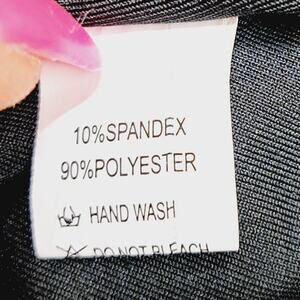 10%SPANDEX
90%POLYESTER
HAND WASH
DO NOT BLEACH